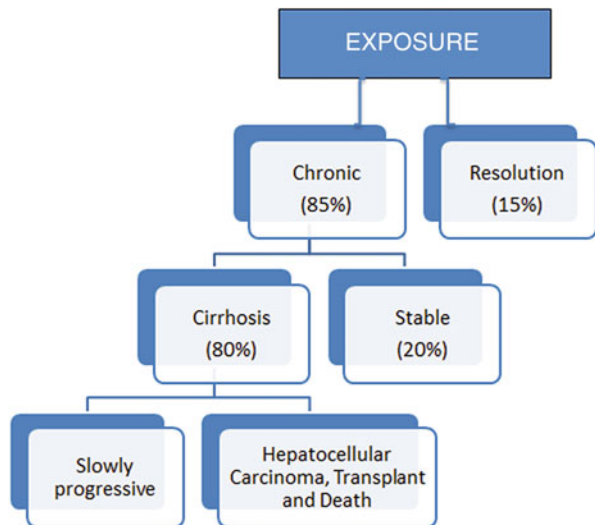 EXPOSURE
Chronic
(85%)
Resolution
(15%)
Cirrhosis
(80%)
Stable
(20%)
Slowly
progressive
Hepatocellular
Carcinoma, Transplant
and Death